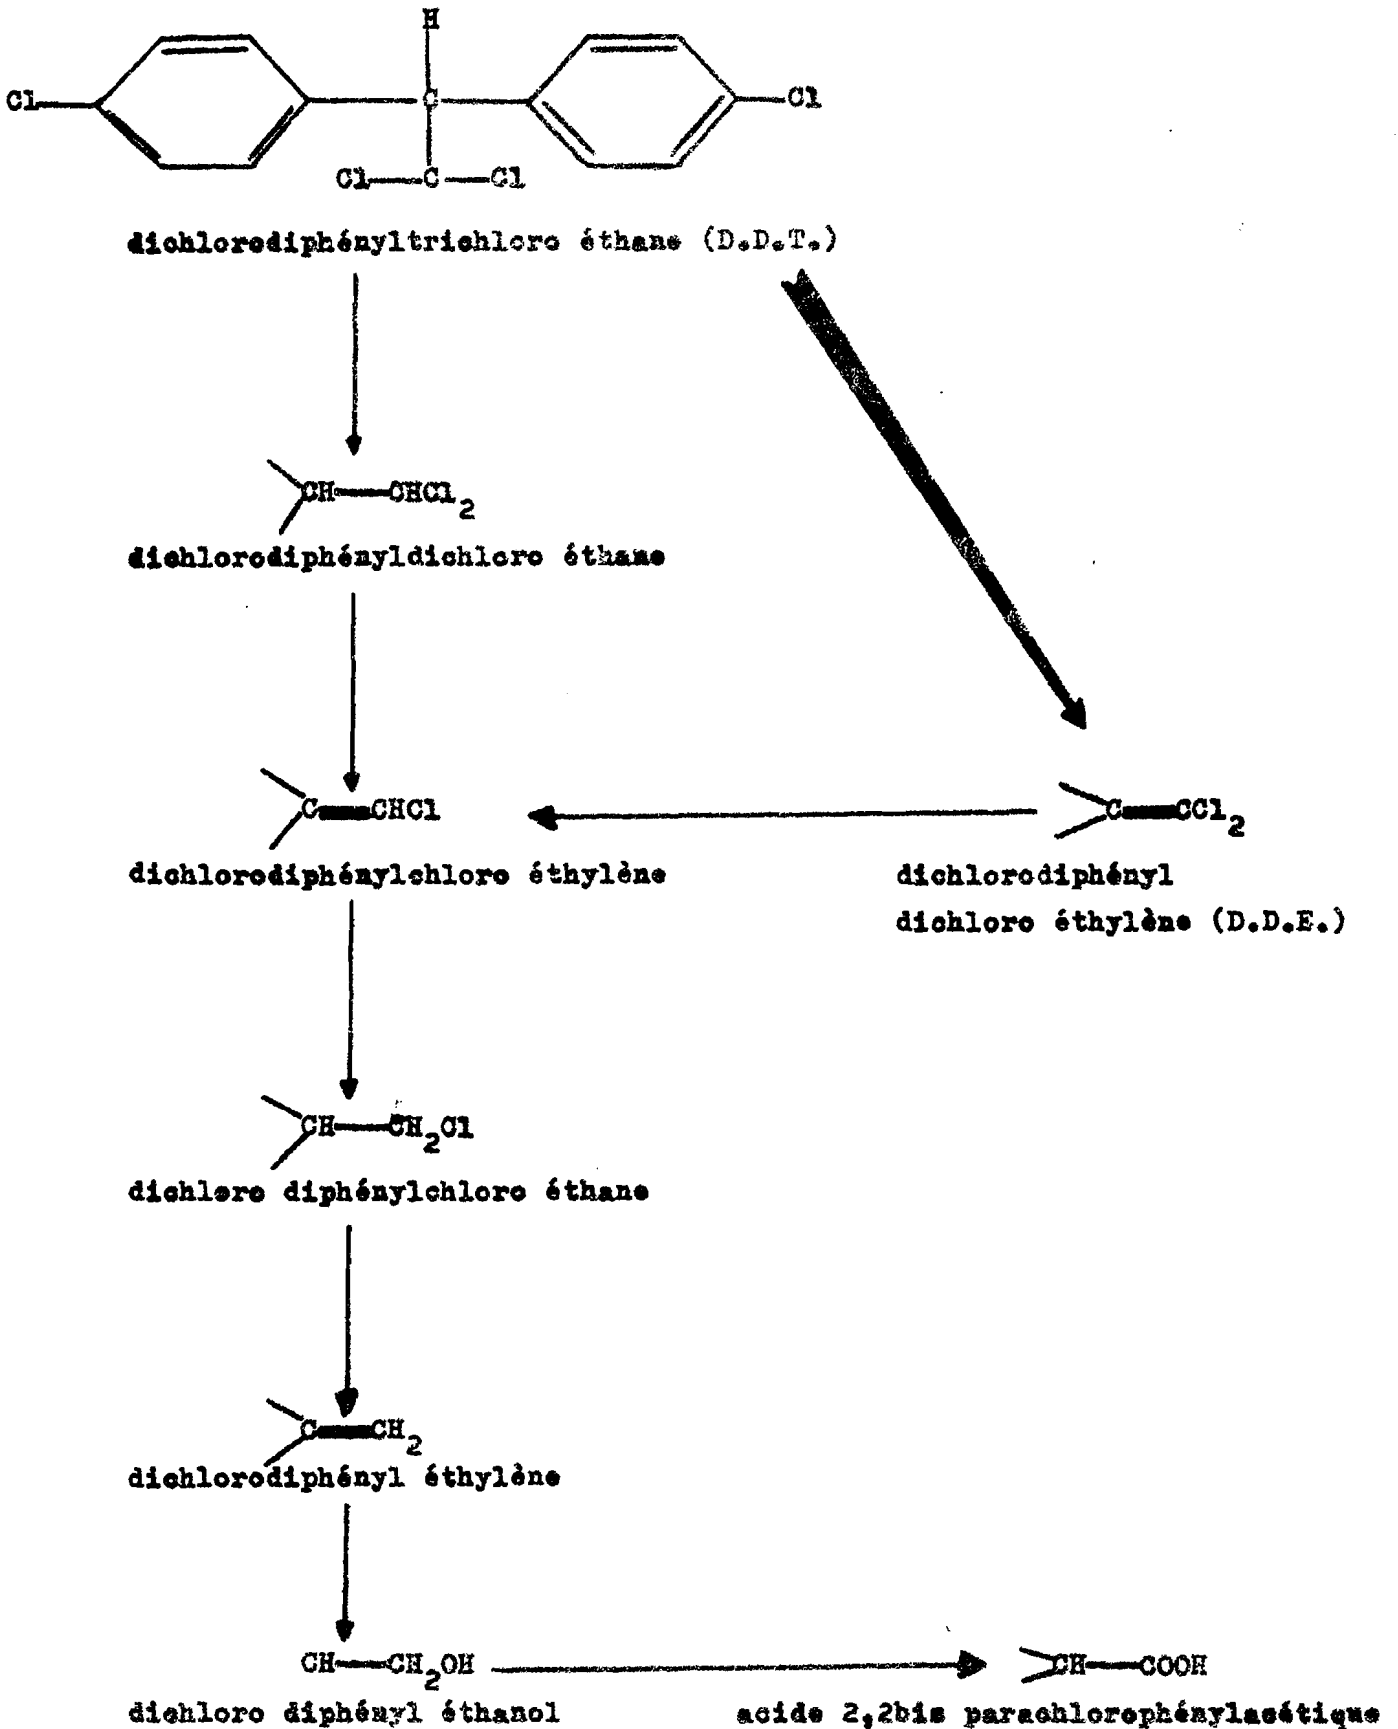 H
Cl C Cl
Cl C Cl
dichlorodiphényltrichloro éthane (D.D.T.)
CH CHCl2
dichlorodiphényldichloro éthane
C CHCl
C CCl2
dichlorodiphénylchloro éthylène
dichlorodiphényl
dichloro éthylène (D.D.E.)
CH CH2Cl
dichloro diphénylchloro éthane
C CH2
dichlorodiphényl éthylène
CH CH2OH
CH COOH
dichloro diphényl éthanol
acide 2,2bis parachlorophénylacétique